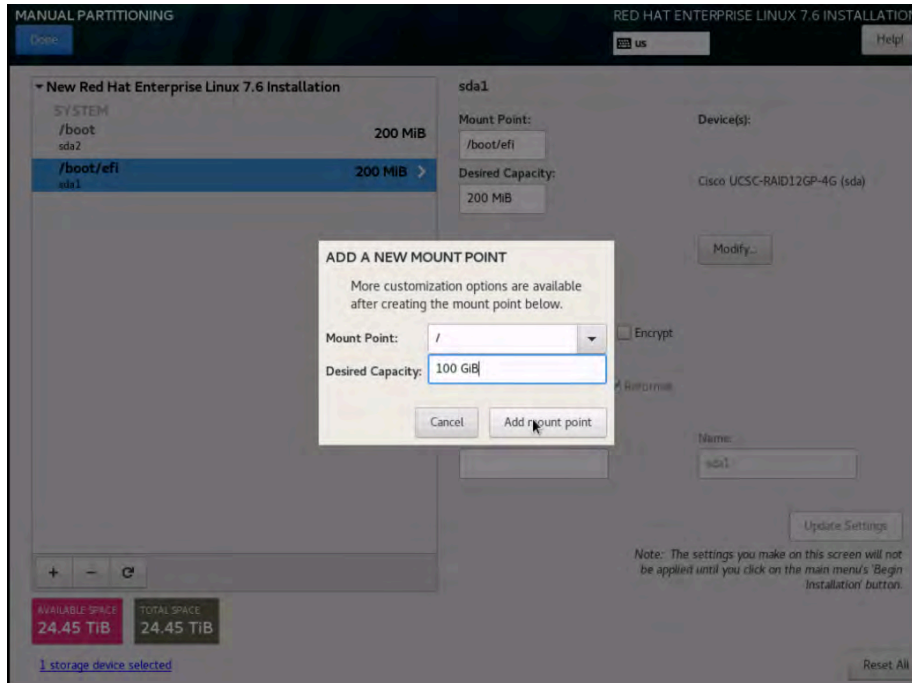 MANUAL PARTITIONING
RED HAT ENTERPRISE LINUX 7.6 INSTALLATION
Done
us
Help!
New Red Hat Enterprise Linux 7.6 Installation
SYSTEM
/boot
200 MiB
sda2
/boot/efi
200 MiB
sda1
sda1
Mount Point:
/boot/efi
Desired Capacity:
200 MiB
Device(s):
Cisco UCSC-RAID12GP-4G (sda)
Modify...
ADD A NEW MOUNT POINT
More customization options are available
after creating the mount point below.
Mount Point:
/
Desired Capacity:
100 GiB
Cancel
Add mount point
Encrypt
Reformat
Name:
sda1
Update Settings
Note: The settings you make on this screen will not
be applied until you click on the main menu's 'Begin
Installation' button.
+ −
AVAILABLE SPACE
24.45 TiB
TOTAL SPACE
24.45 TiB
1 storage device selected
Reset All